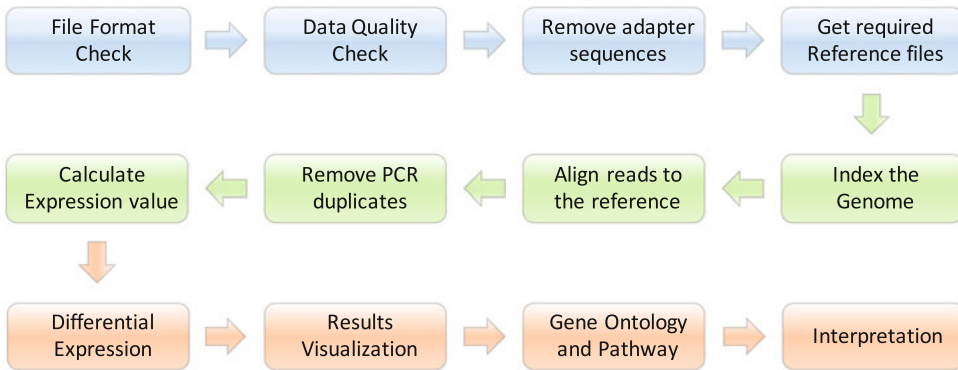 File Format
Check
Data Quality
Check
Remove adapter
sequences
Get required
Reference files
Calculate
Expression value
Remove PCR
duplicates
Align reads to
the reference
Index the
Genome
Differential
Expression
Results
Visualization
Gene Ontology
and Pathway
Interpretation